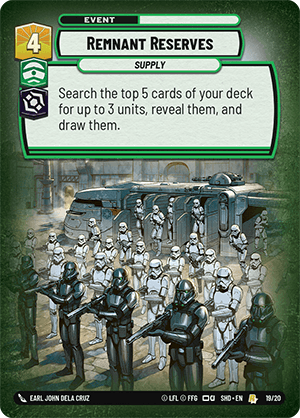 EVENT
4
REMNANT RESERVES
SUPPLY
Search the top 5 cards of your deck
for up to 3 units, reveal them, and
draw them.
EARL JOHN DELA CRUZ
© LFL © FFG
SHD • EN
19/20